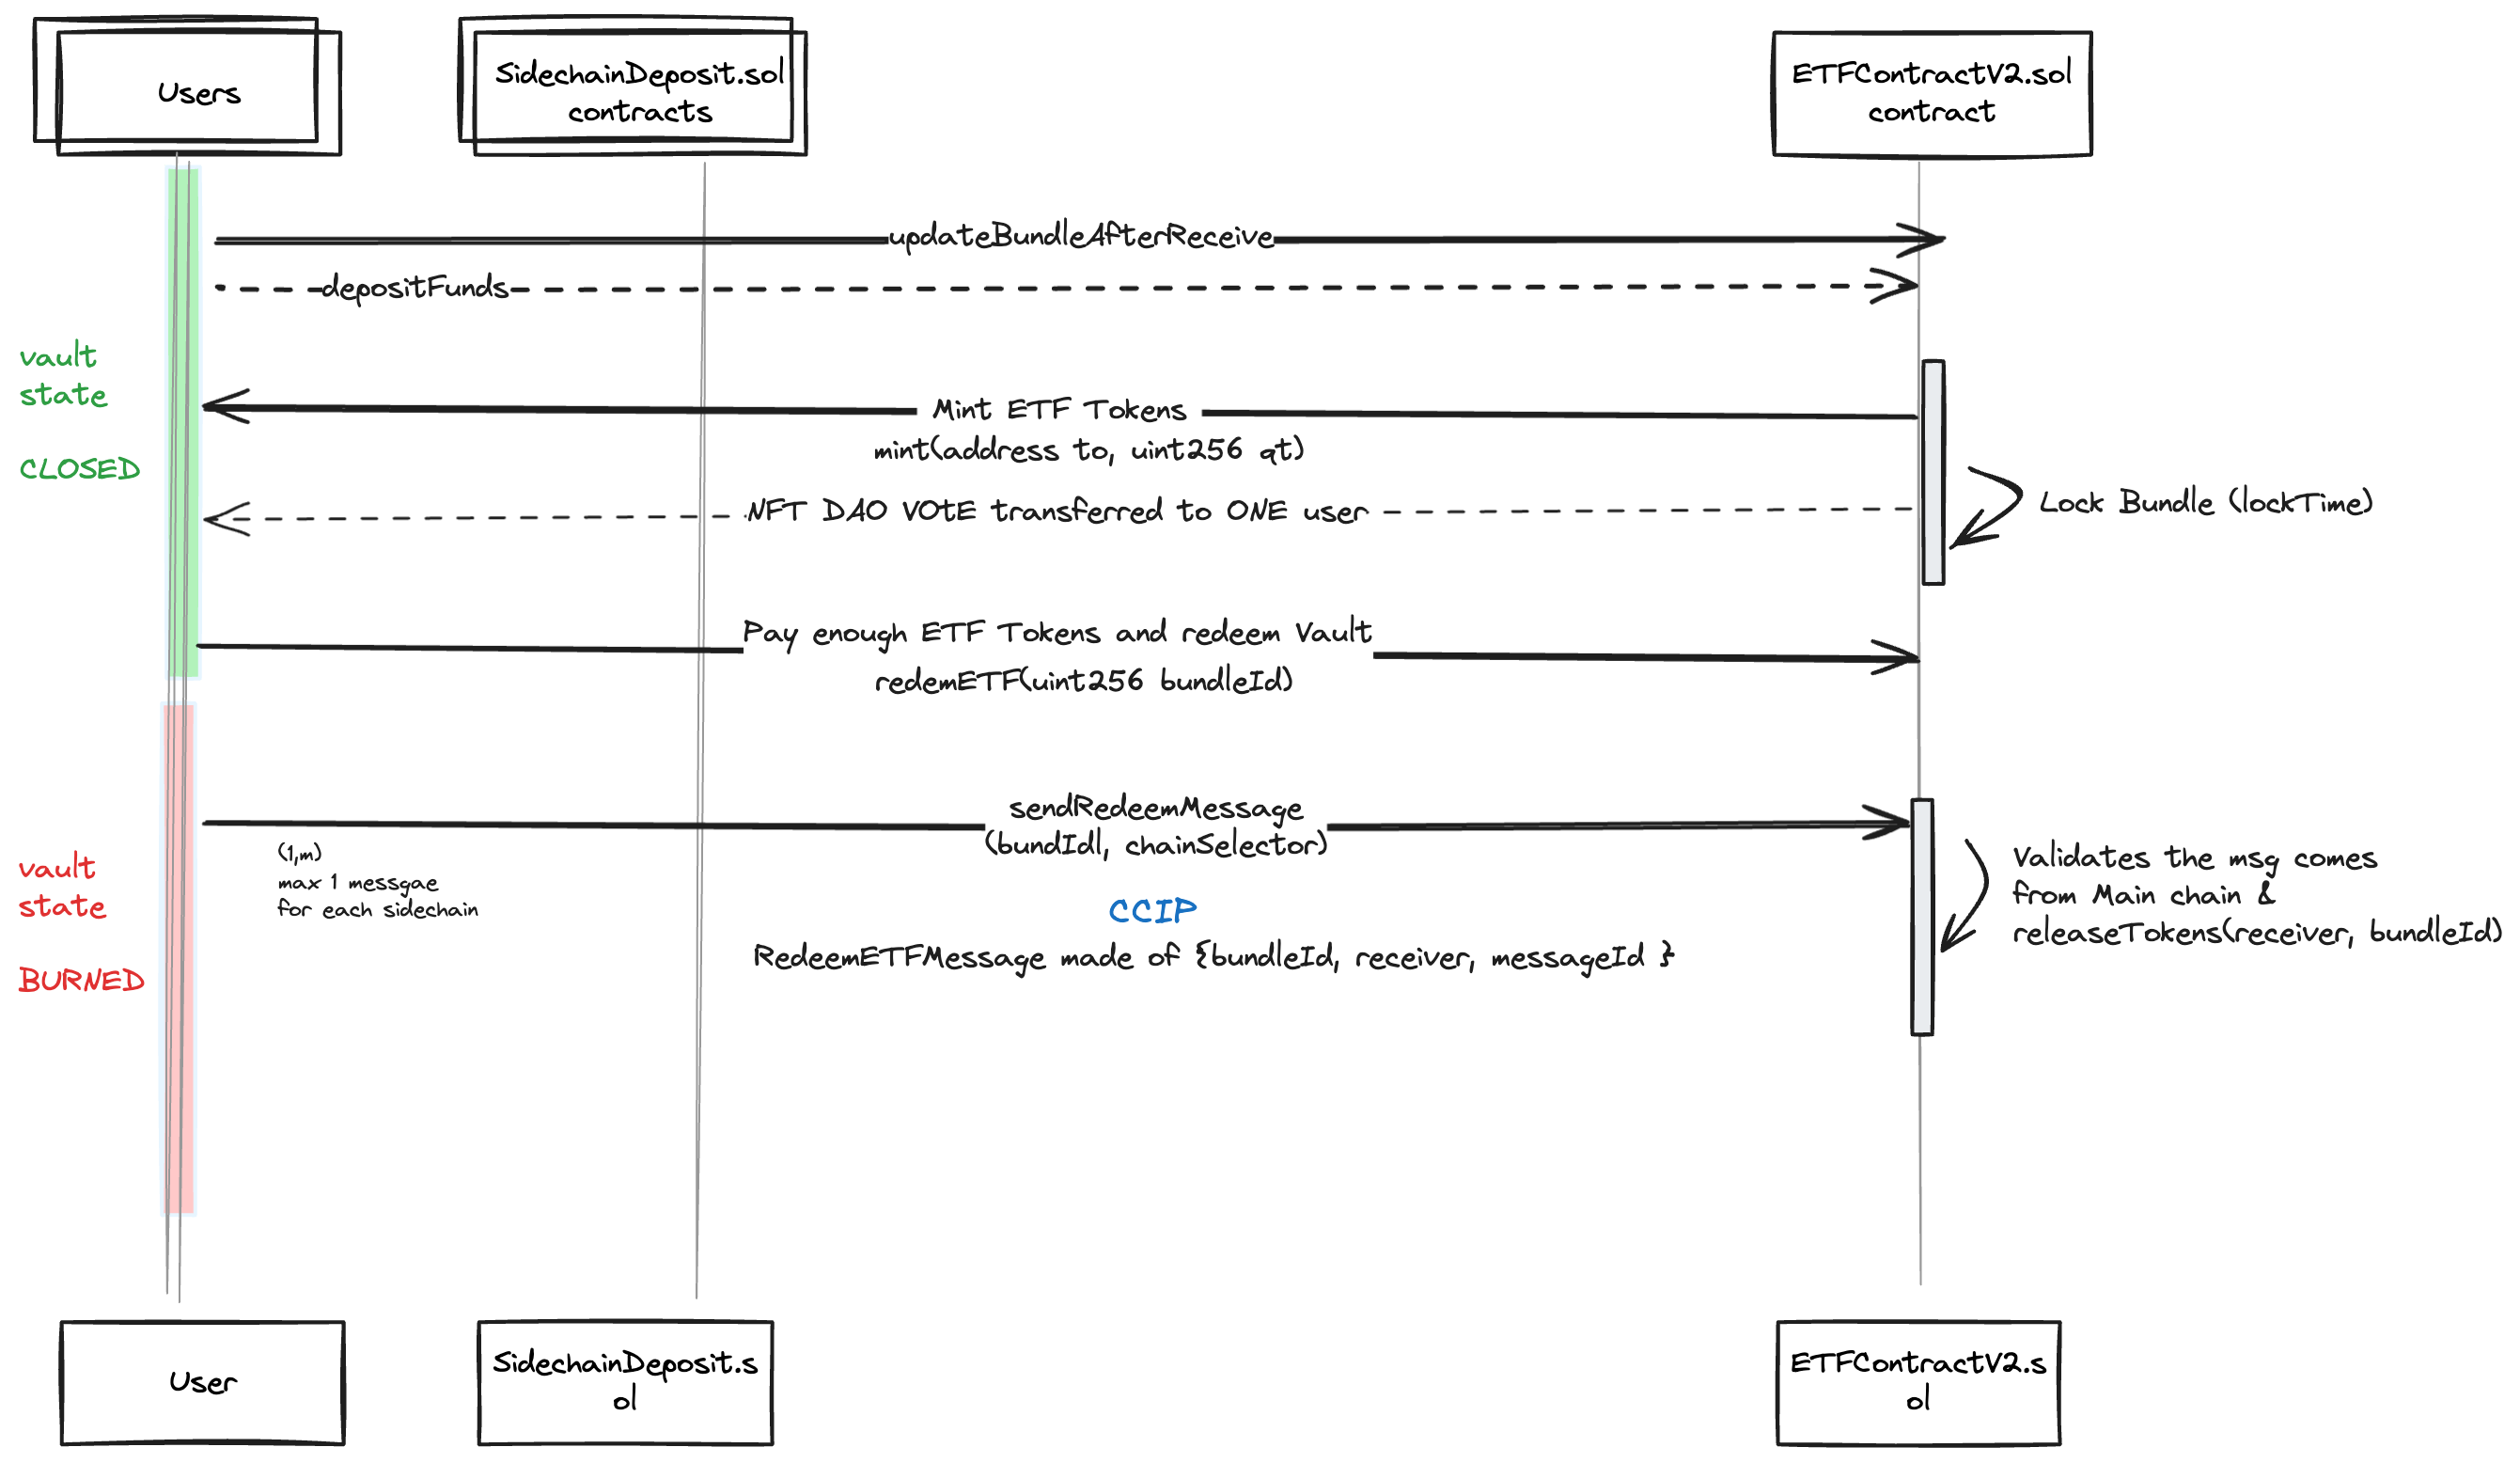 Users
SidechainDeposit.sol
contracts
ETFContractV2.sol
contract
updateBundleAfterReceive
depositFunds
vault
state
CLOSED
Mint ETF Tokens
mint(address to, uint256 qt)
NFT DAO VOTE transferred to ONE user
Lock Bundle (lockTime)
Pay enough ETF Tokens and redeem Vault
redemETF(uint256 bundleId)
sendRedeemMessage
(bundIdl, chainSelector)
(1,m)
max 1 messgae
for each sidechain
vault
state
BURNED
CCIP
RedeemETFMessage made of {bundleId, receiver, messageId }
Validates the msg comes
from Main chain &
releaseTokens(receiver, bundleId)
User
SidechainDeposit.s
ol
ETFContractV2.s
ol